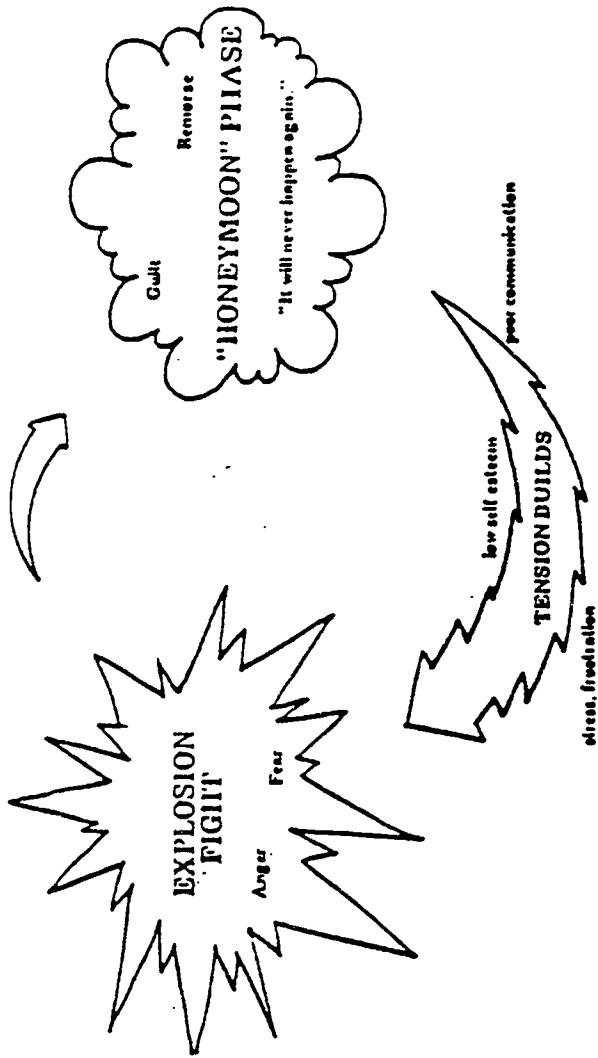 EXPLOSION
FIGHT
Anger
Fear
Guilt
Remorse
"HONEYMOON" PHASE
"It will never happen again."
low self esteem
TENSION BUILDS
stress, frustration
poor communication